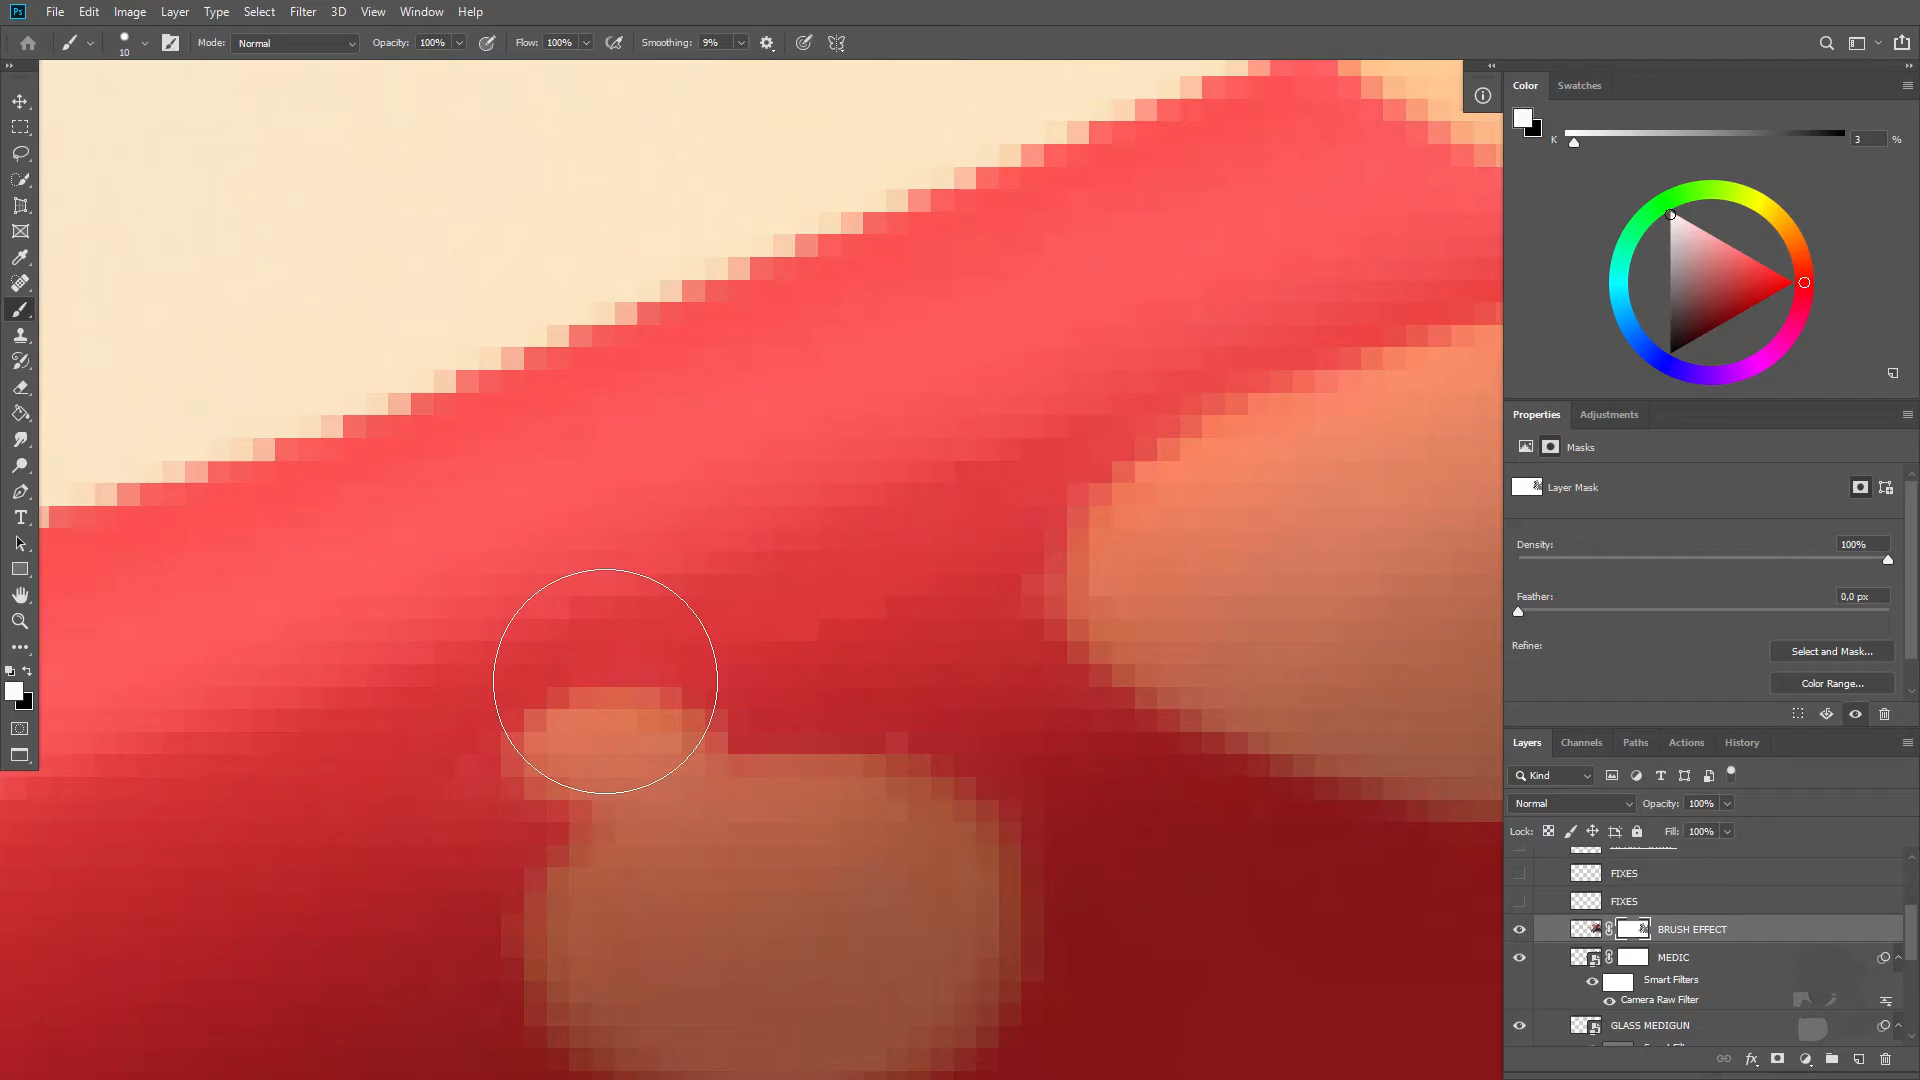 Ps File Edit Image Layer Type Select Filter 3D View Window Help
10 Mode: Normal Opacity: 100% Flow: 100% Smoothing: 9%
Color Swatches
K 3 %
Properties Adjustments
Masks
Layer Mask
Density: 100%
Feather: 0,0 px
Refine: Select and Mask...
Color Range...
Layers Channels Paths Actions History
Kind
Normal Opacity: 100%
Lock: Fill: 100%
FIXES
FIXES
BRUSH EFFECT
MEDIC
Smart Filters
Camera Raw Filter
GLASS MEDIGUN